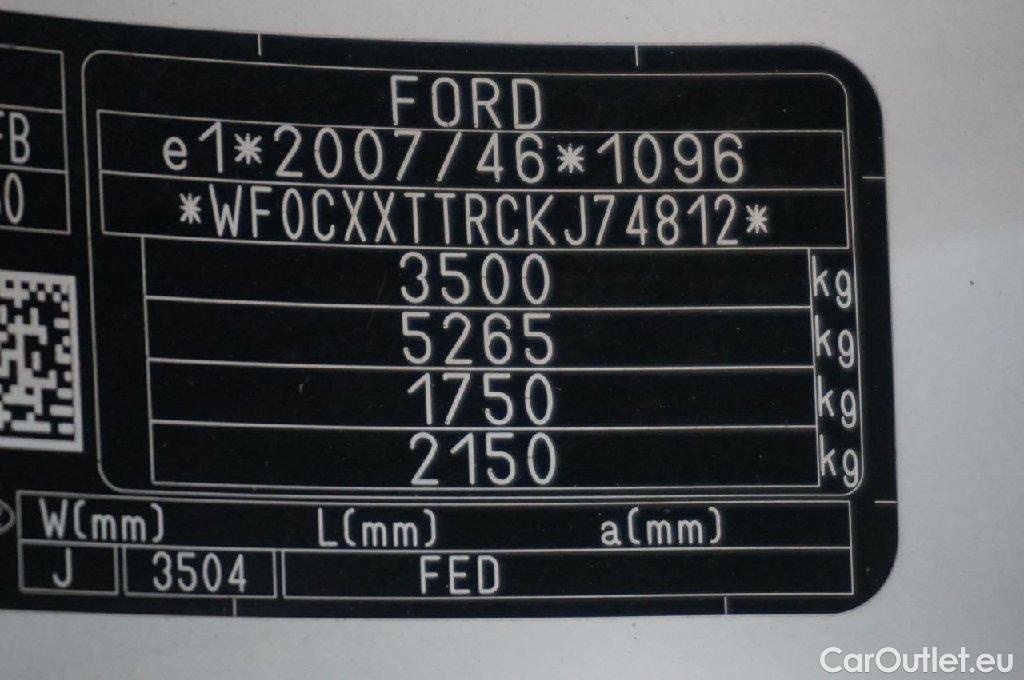 FORD
e1*2007/46*1096
*WF0CXXTTRCKJ74812*
3500 kg
5265 kg
1750 kg
2150 kg
W(mm) L(mm) a(mm)
J 3504 FED
CarOutlet.eu